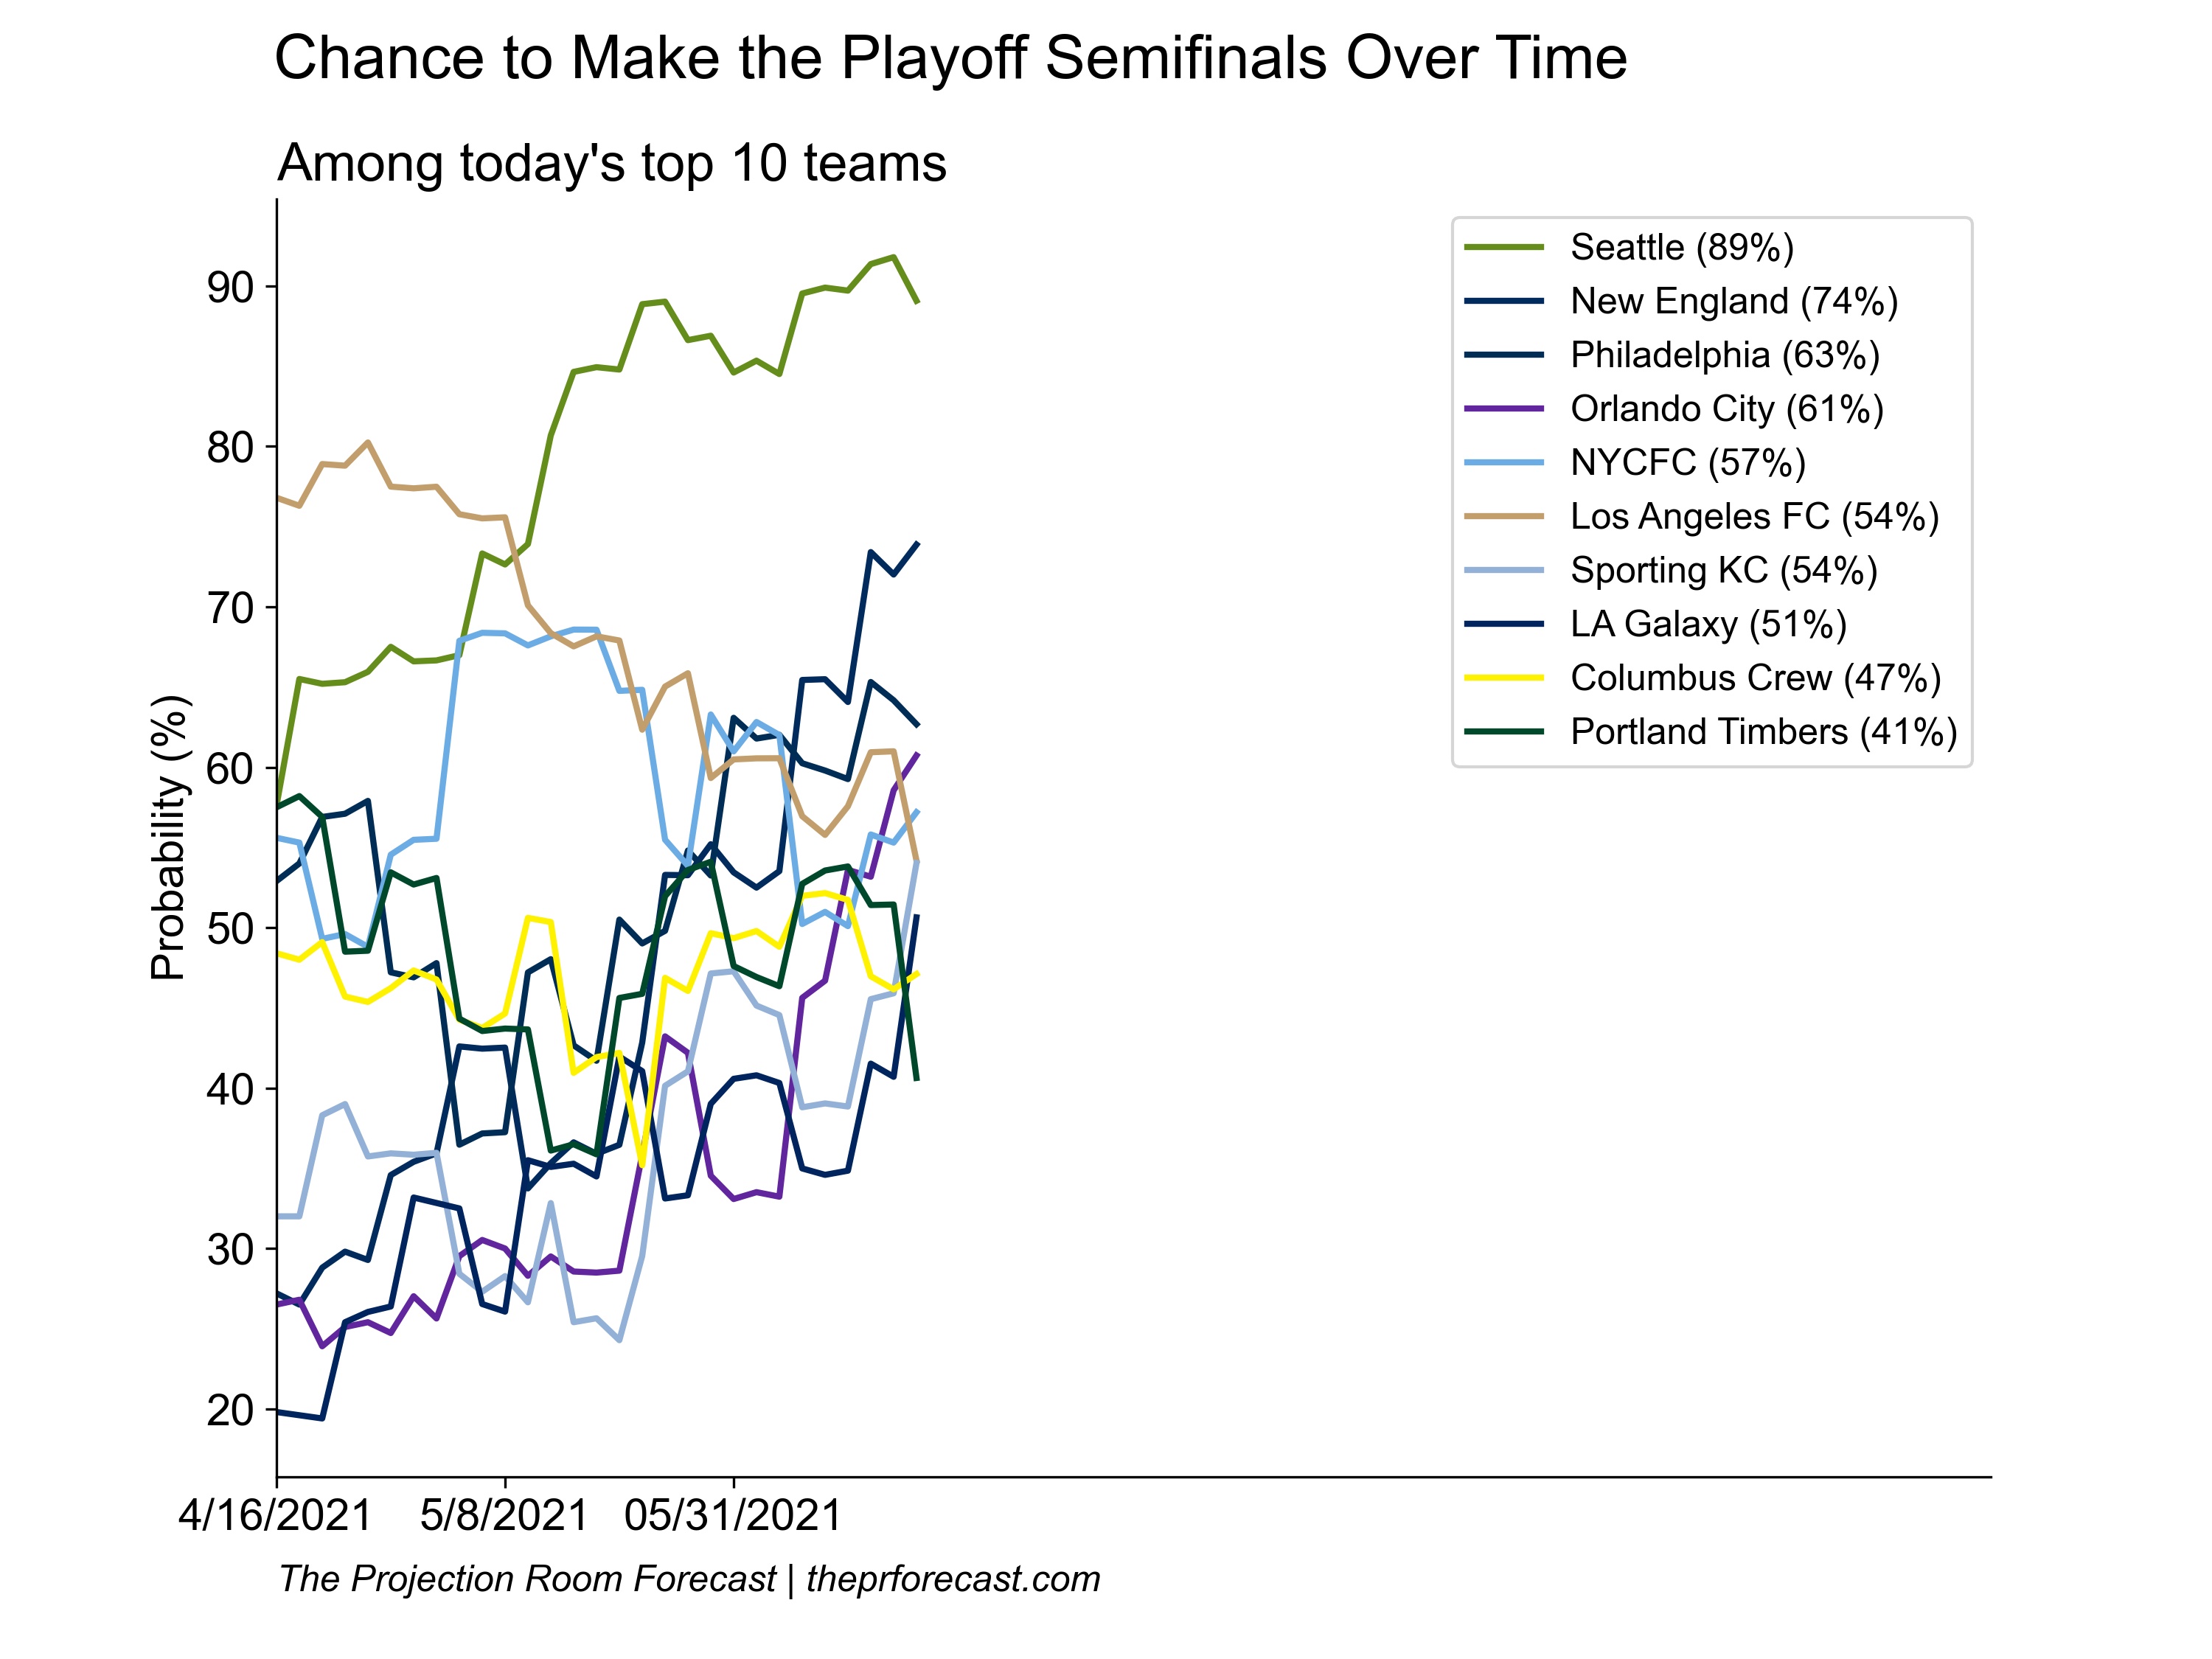 Chance to Make the Playoff Semifinals Over Time
Among today's top 10 teams
Probability (%)
90
80
70
60
50
40
30
20
Seattle (89%)
New England (74%)
Philadelphia (63%)
Orlando City (61%)
NYCFC (57%)
Los Angeles FC (54%)
Sporting KC (54%)
LA Galaxy (51%)
Columbus Crew (47%)
Portland Timbers (41%)
4/16/2021 5/8/2021 05/31/2021
The Projection Room Forecast | theprforecast.com